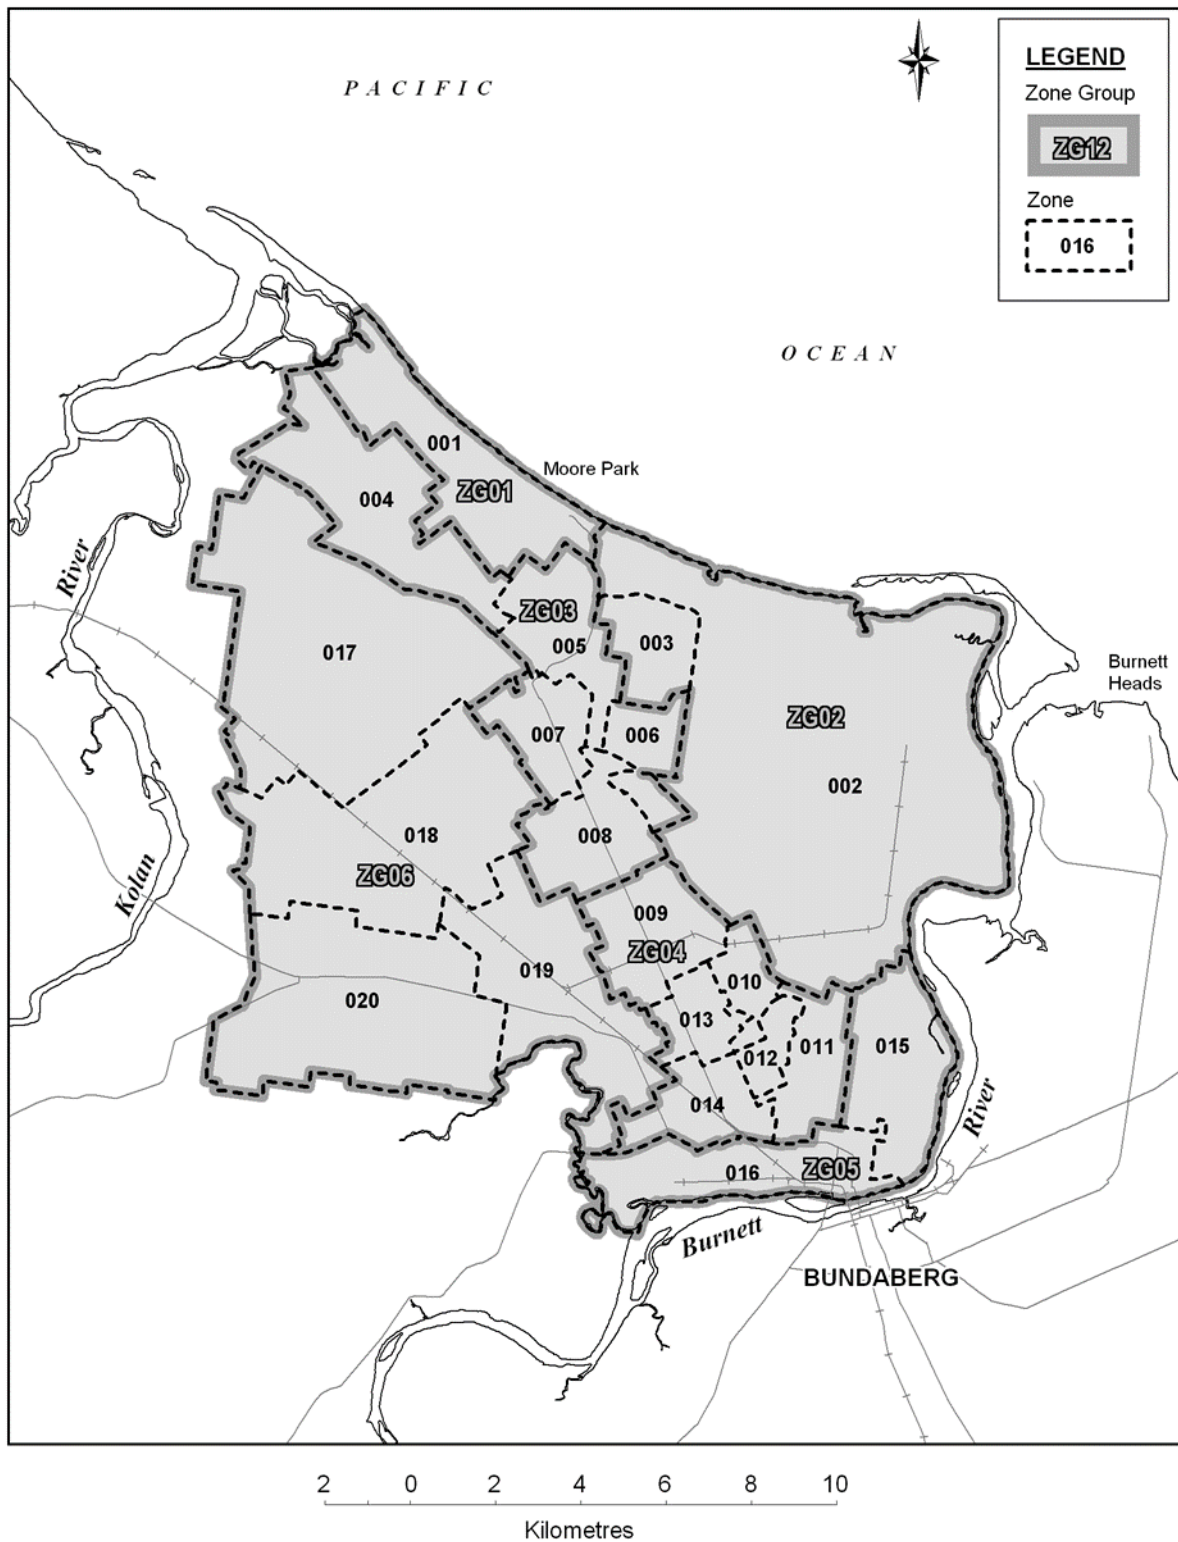 PACIFIC
LEGEND
Zone Group
ZG12
Zone
016
OCEAN
001
Moore Park
ZG01
004
River
ZG03
005
003
017
Burnett
Heads
ZG02
007
006
002
018
008
ZG06
Kolan
009
ZG04
019
010
020
013
011
015
012
014
River
016
ZG05
Burnett
BUNDABERG
2 0 2 4 6 8 10
Kilometres